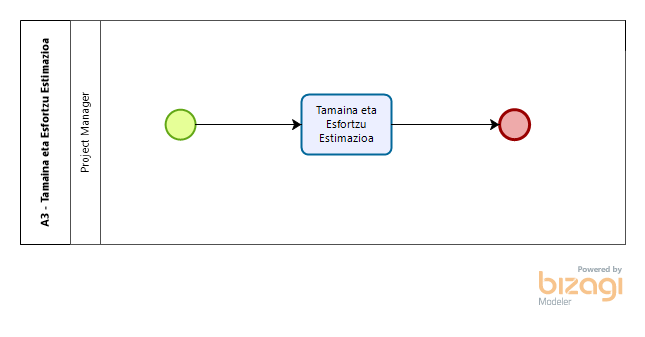 A3 - Tamaina eta Esfortzu Estimazioa
Project Manager
Tamaina eta
Esfortzu
Estimazioa
Powered by
bizagi
Modeler